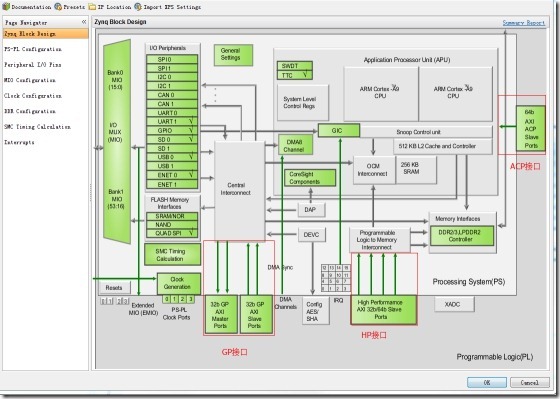 Documentation Presets IP Location Import XPS Settings
Page Navigator
Zynq Block Design
Zynq Block Design
Summary Report
PS-PL Configuration
Peripheral I/O Pins
MIO Configuration
Clock Configuration
DDR Configuration
SMC Timing Calculation
Interrupts
I/O Peripherals
SPI 0
SPI 1
I2C 0
I2C 1
CAN 0
CAN 1
UART 0
UART 1 √
GPIO √
SD 0 √
SD 1
USB 0 √
USB 1
ENET 0 √
ENET 1
Bank0
MIO
(15:0)
I/O
MUX
(MIO)
Bank1
MIO
(53:16)
FLASH Memory
Interfaces
SRAM/NOR
NAND
QUAD SPI √
SMC Timing
Calculation
General
Settings
Application Processor Unit (APU)
SWDT
TTC √
System Level
Control Regs
ARM Cortex A9
CPU
ARM Cortex A9
CPU
GIC
Snoop Control unit
DMA8
Channel
512 KB L2 Cache and Controller
OCM
Interconnect
256 KB
SRAM
CoreSight
Components
Central
Interconnect
DAP
DEVC
Programmable
Logic to Memory
Interconnect
Memory Interfaces
DDR2/3,LPDDR2
Controller
64b
AXI
ACP
Slave
Ports
ACP接口
Processing System(PS)
Resets
Clock
Generation
0 1 2 3
0 1 2 3
Extended
MIO (EMIO)
PS-PL
Clock Ports
32b GP
AXI
Master
Ports
32b GP
AXI
Slave
Ports
DMA Sync
DMA
Channels
Config
AES/
SHA
IRQ
High Performance
AXI 32b/64b Slave
Ports
XADC
GP接口
HP接口
Programmable Logic(PL)
OK
Cancel